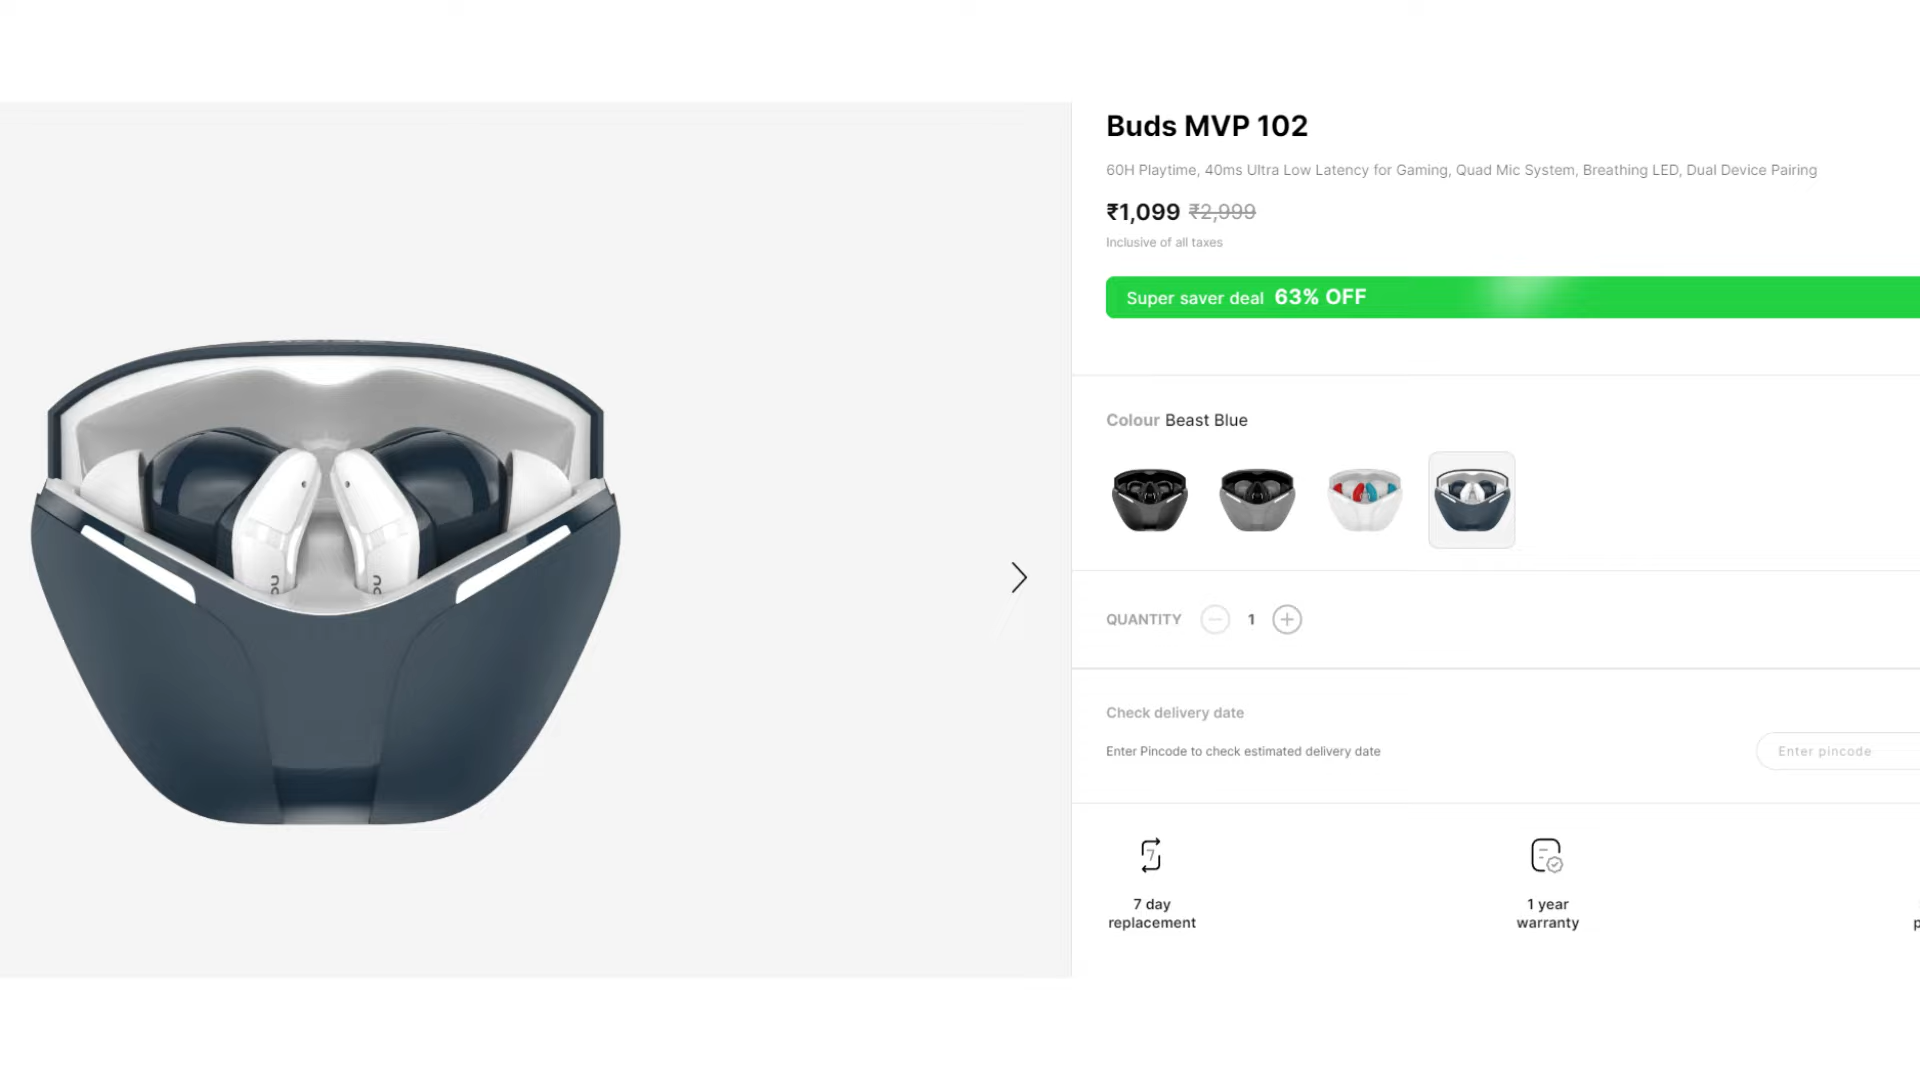 Buds MVP 102
60H Playtime, 40ms Ultra Low Latency for Gaming, Quad Mic System, Breathing LED, Dual Device Pairing
₹1,099 ₹2,999
Inclusive of all taxes
Super saver deal 63% OFF
Colour Beast Blue
QUANTITY 1
Check delivery date
Enter Pincode to check estimated delivery date
Enter pincode
7
7 day
replacement
1 year
warranty